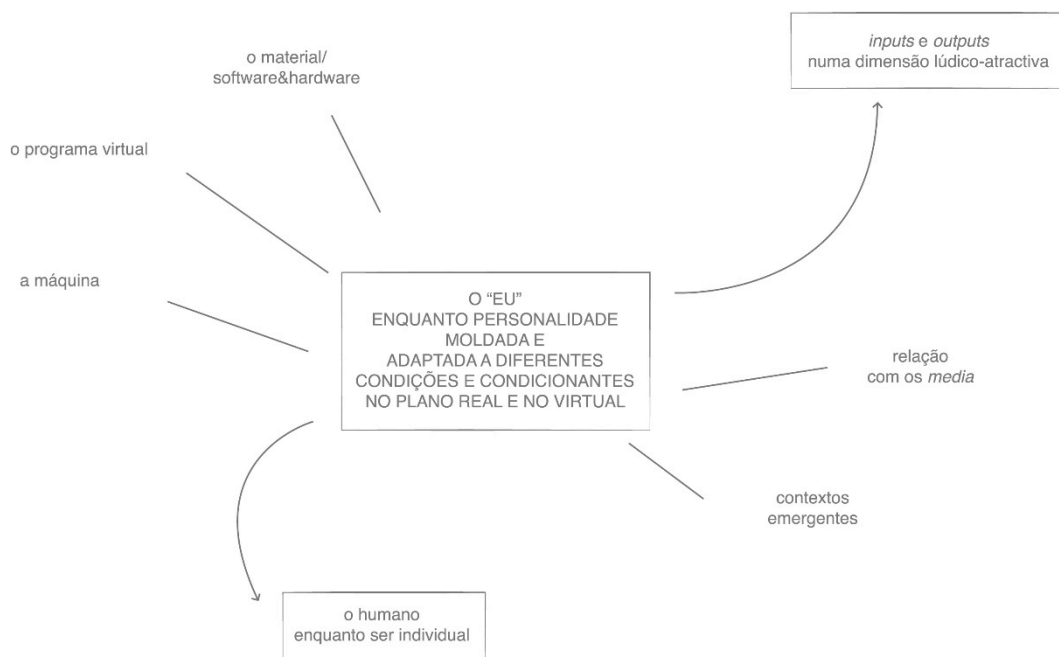 inputs e outputs
numa dimensão lúdico-atractiva
o material/
software&hardware
o programa virtual
a máquina
O “EU”
ENQUANTO PERSONALIDADE
MOLDADA E
ADAPTADA A DIFERENTES
CONDIÇÕES E CONDICIONANTES
NO PLANO REAL E NO VIRTUAL
relação
com os media
contextos
emergentes
o humano
enquanto ser individual